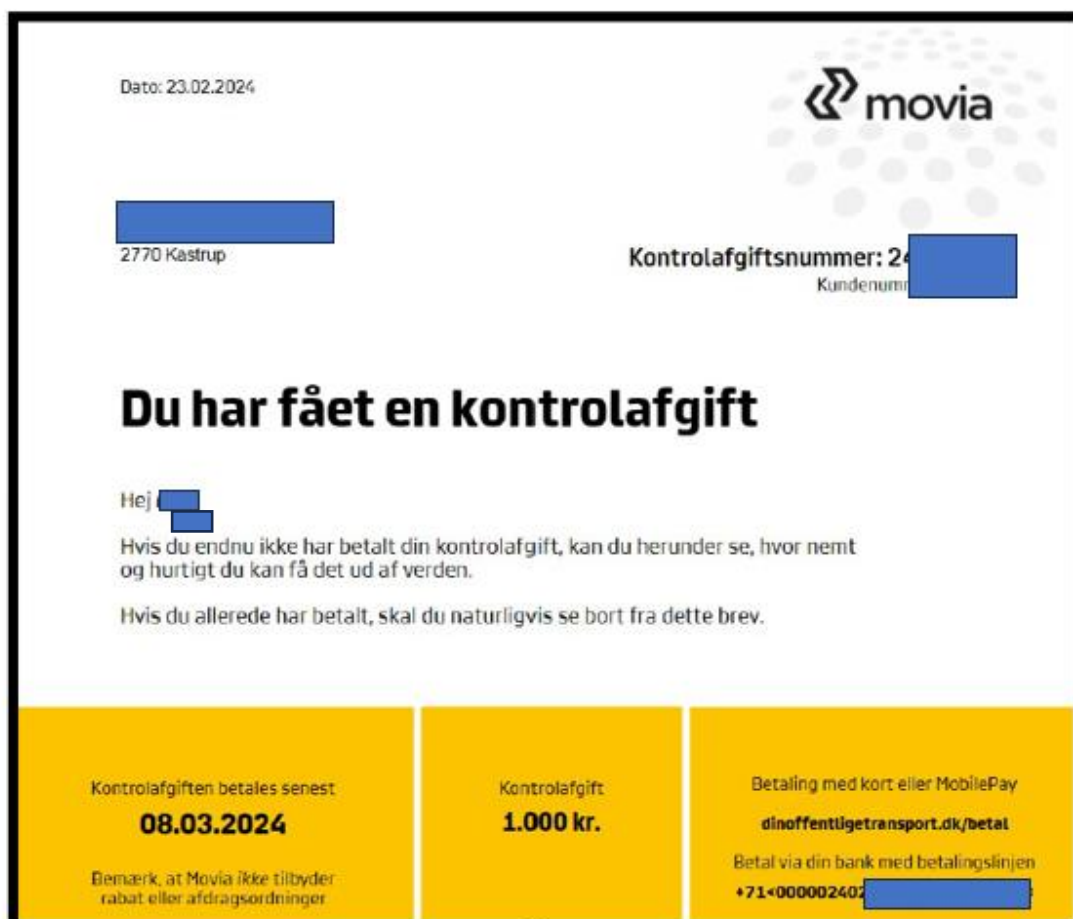 Dato: 23.02.2024
movia
2770 Kastrup
Kontrolafgiftsnummer: 24
Kundenumm
Du har fået en kontrolafgift
Hej
Hvis du endnu ikke har betalt din kontrolafgift, kan du herunder se, hvor nemt
og hurtigt du kan få det ud af verden.
Hvis du allerede har betalt, skal du naturligvis se bort fra dette brev.
Kontrolafgiften betales senest
08.03.2024
Bemærk, at Movia ikke tilbyder
rabat eller afdragsordninger
Kontrolafgift
1.000 kr.
Betaling med kort eller MobilePay
dinoffentligetransport.dk/betal
Betal via din bank med betalingslinjen
+71<000002402